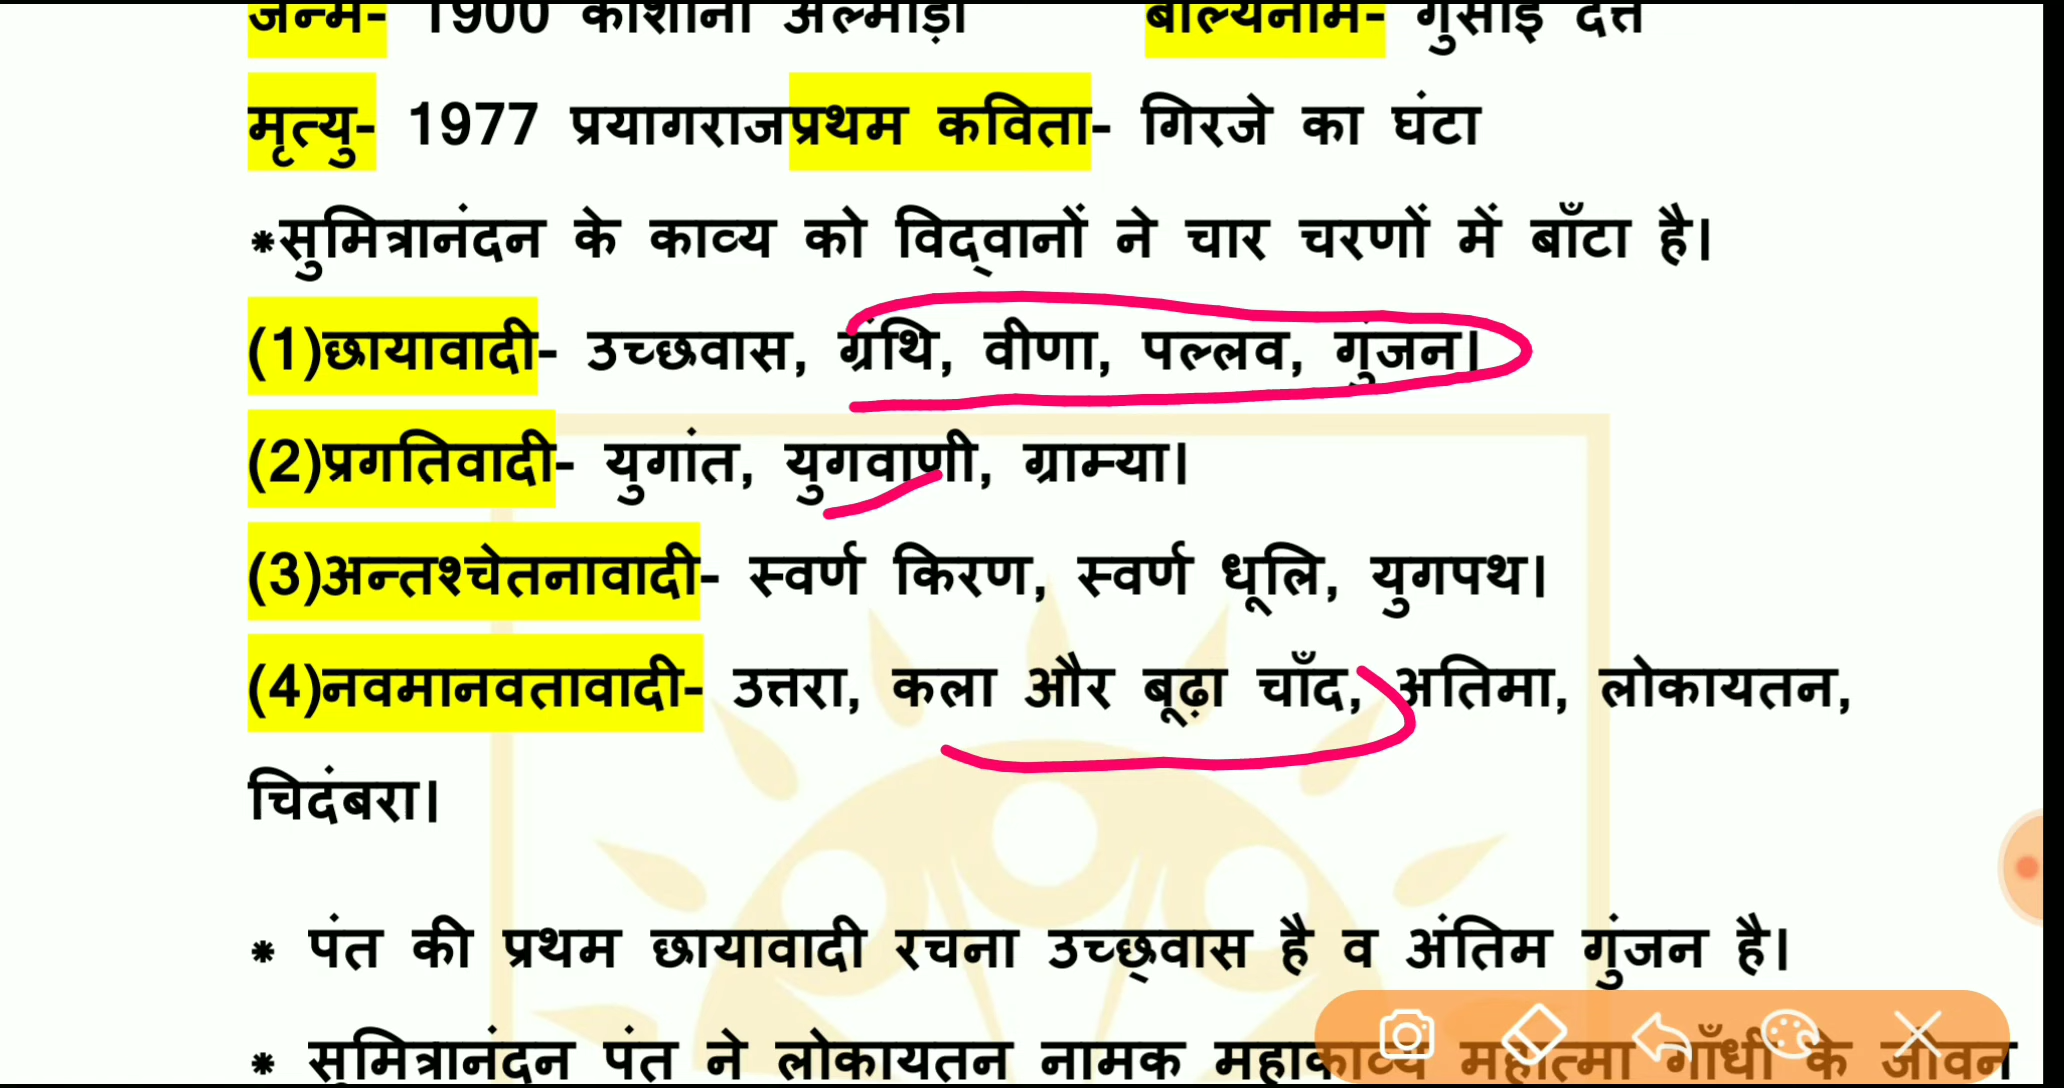 जन्म- 1900 कौशानी अल्मोड़ा बाल्यनाम- गुसाई दत्त
मृत्यु- 1977 प्रयागराजप्रथम कविता- गिरजे का घंटा
*सुमित्रानंदन के काव्य को विद्वानों ने चार चरणों में बाँटा है।
(1)छायावादी- उच्छवास, ग्रंथि, वीणा, पल्लव, गुंजन।
(2)प्रगतिवादी- युगांत, युगवाणी, ग्राम्या।
(3)अन्तश्चेतनावादी- स्वर्ण किरण, स्वर्ण धूलि, युगपथ।
(4)नवमानवतावादी- उत्तरा, कला और बूढ़ा चाँद, अतिमा, लोकायतन,
चिदंबरा।
* पंत की प्रथम छायावादी रचना उच्छ्वास है व अंतिम गुंजन है।
* सुमित्रानंदन पंत ने लोकायतन नामक महाकाव्य महात्मा गाँधी के जीवन